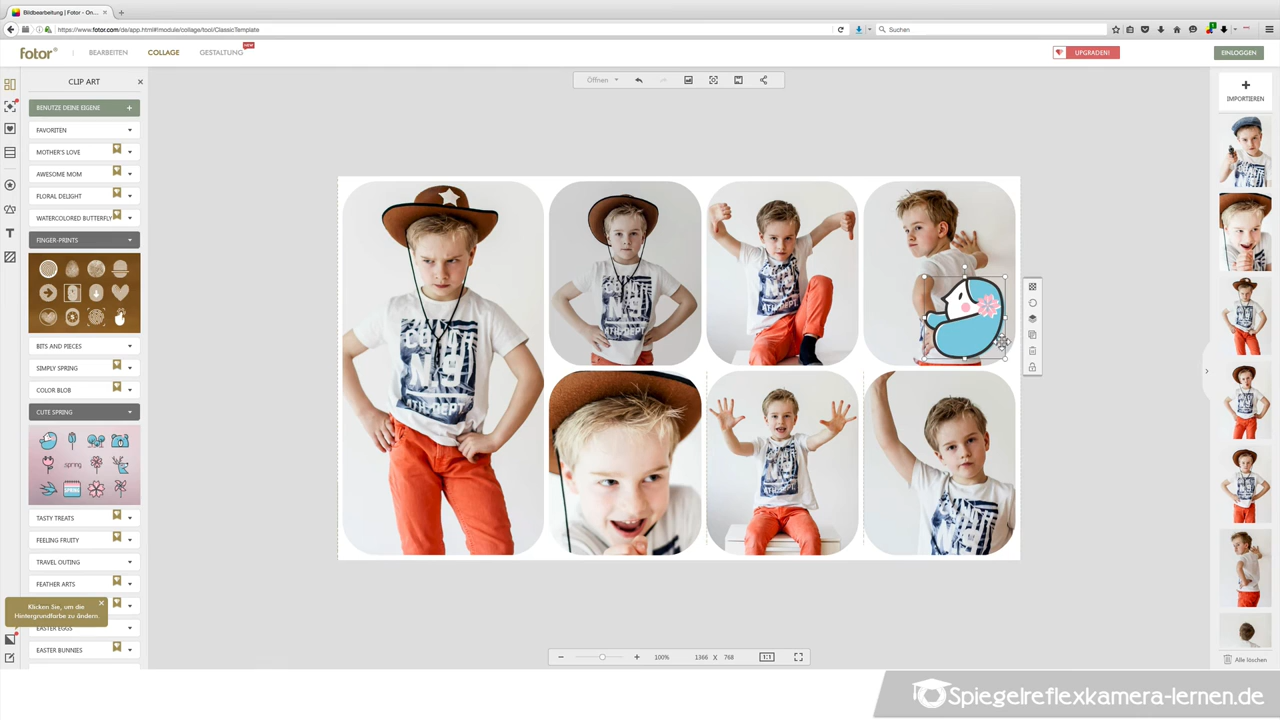 Bildbearbeitung | Fotor - On...
https://www.fotor.com/de/app.html#!module/collage/tool/ClassicTemplate
Suchen
fotor
BEARBEITEN
COLLAGE
GESTALTUNG
NEW
UPGRADEN!
EINLOGGEN
CLIP ART
Öffnen
BENUTZE DEINE EIGENE
FAVORITEN
MOTHER'S LOVE
AWESOME MOM
FLORAL DELIGHT
WATERCOLORED BUTTERFLY
FINGER-PRINTS
BITS AND PIECES
SIMPLY SPRING
COLOR BLOB
CUTE SPRING
spring
SPRING
TASTY TREATS
FEELING FRUITY
TRAVEL OUTING
FEATHER ARTS
Klicken Sie, um die
Hintergrundfarbe zu ändern
EASTER EGGS
EASTER BUNNIES
IMPORTIEREN
N.Y
ATH. DEPT.
100%
1366 X 768
1:1
Alle löschen
Spiegelreflexkamera-lernen.de